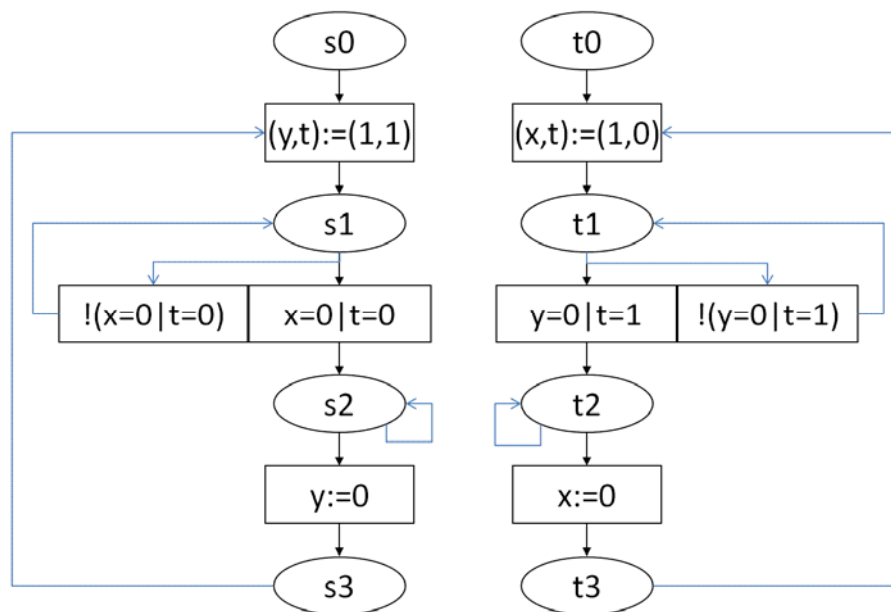 s0 t0
(y,t):=(1,1) (x,t):=(1,0)
s1 t1
!(x=0|t=0) x=0|t=0 y=0|t=1 !(y=0|t=1)
s2 t2
y:=0 x:=0
s3 t3